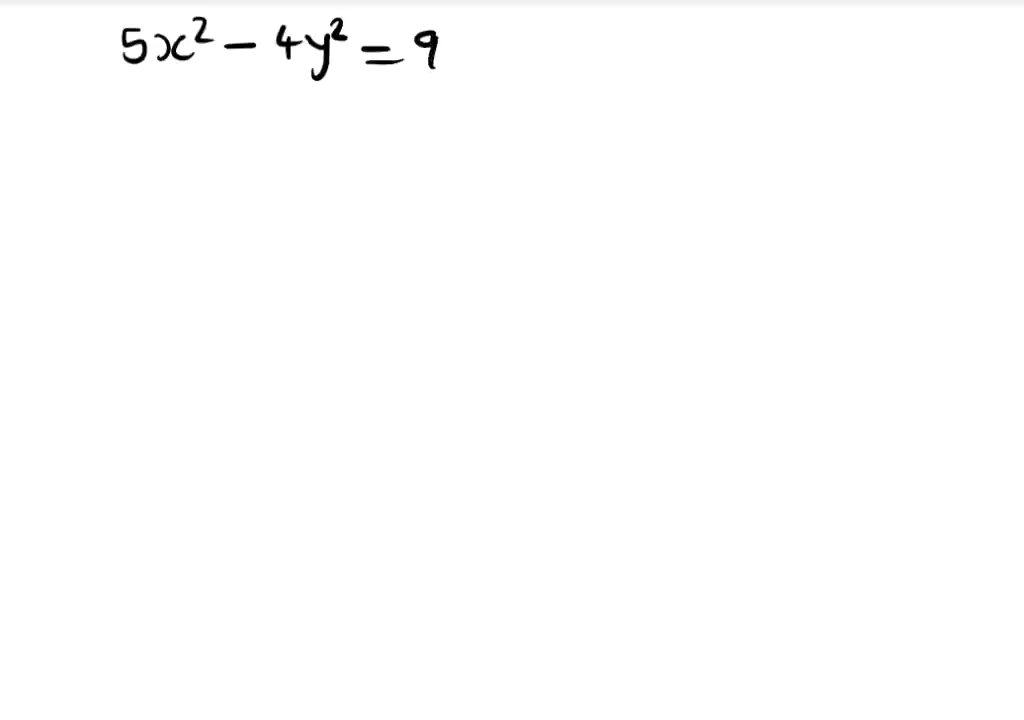 5x² - 4y² = 9